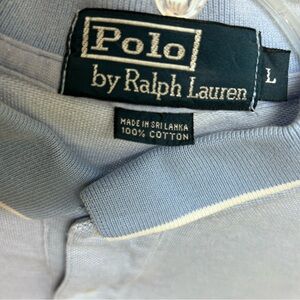 Polo
by Ralph Lauren
L
MADE IN SRI LANKA
100% COTTON